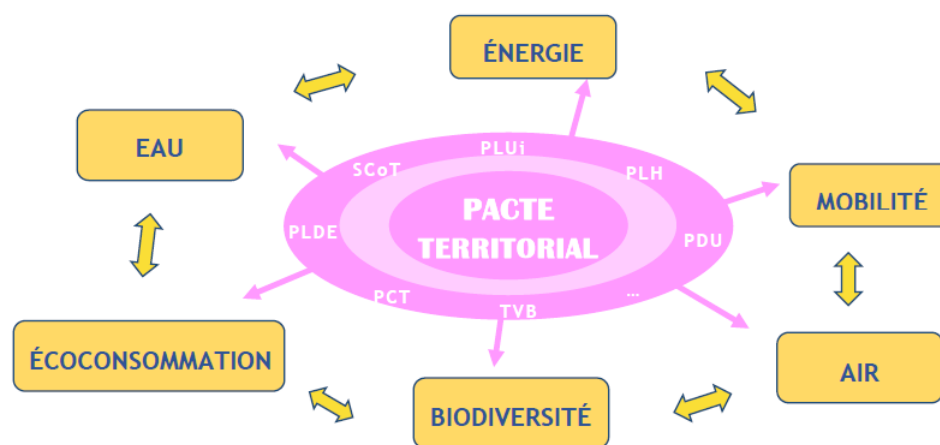 ÉNERGIE
EAU
PLUi
SCoT
PLH
PACTE
TERRITORIAL
MOBILITÉ
PLDE
PDU
PCT
TVB
...
ÉCOCONSOMMATION
BIODIVERSITÉ
AIR